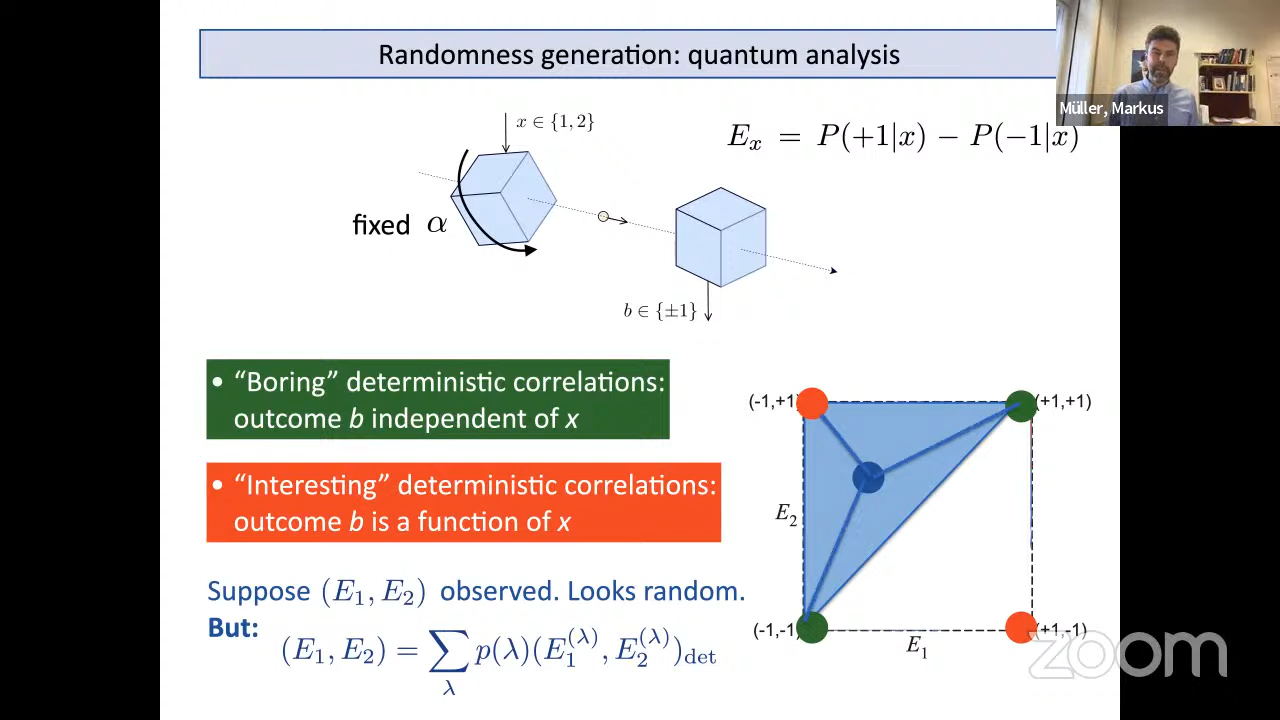 Randomness generation: quantum analysis
Müller, Markus
x ∈ {1, 2}
E_x = P(+1|x) − P(−1|x)
fixed α
b ∈ {±1}
• “Boring” deterministic correlations:
outcome b independent of x
• “Interesting” deterministic correlations:
outcome b is a function of x
Suppose (E_1, E_2) observed. Looks random.
But:
(E_1, E_2) = ∑_λ p(λ)(E_1^{(λ)}, E_2^{(λ)})_det
(-1,+1)
(+1,+1)
E_2
(-1,-1)
E_1
(+1,-1)
zoom